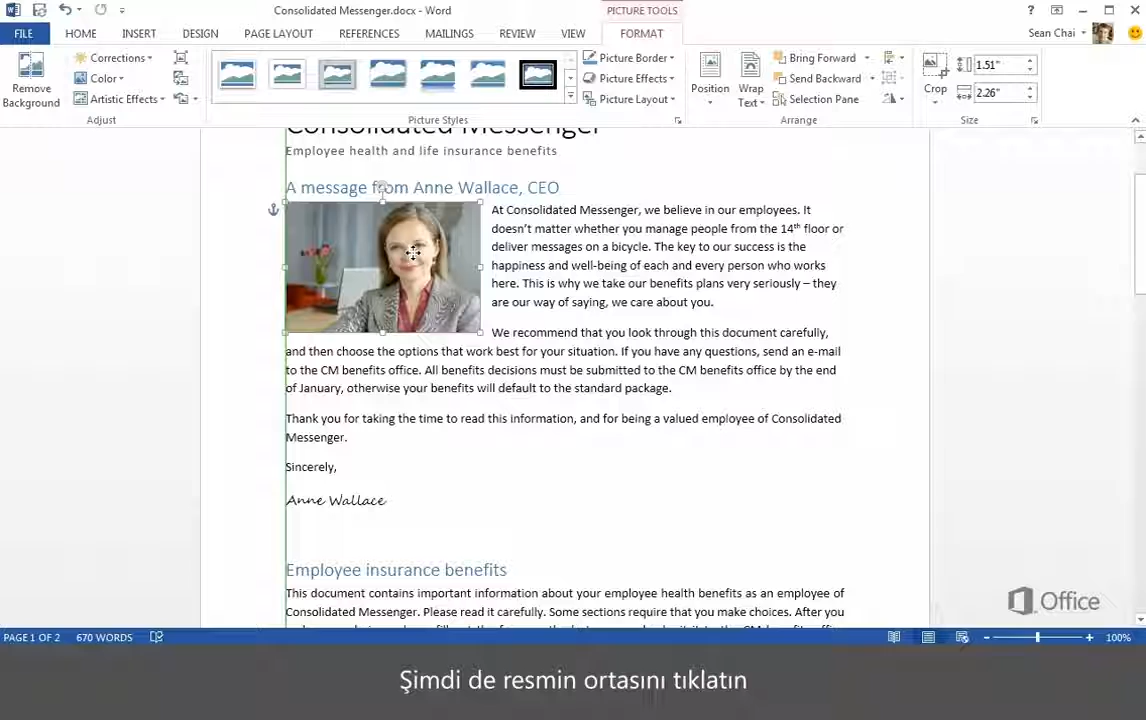 Consolidated Messenger.docx - Word
PICTURE TOOLS
?
FILE
HOME
INSERT
DESIGN
PAGE LAYOUT
REFERENCES
MAILINGS
REVIEW
VIEW
FORMAT
Sean Chai
Remove Background
Corrections
Color
Artistic Effects
Adjust
Picture Border
Picture Effects
Picture Layout
Picture Styles
Position
Wrap Text
Bring Forward
Send Backward
Selection Pane
Arrange
Crop
1.51"
2.26"
Size
Consolidated Messenger
Employee health and life insurance benefits
A message from Anne Wallace, CEO
At Consolidated Messenger, we believe in our employees. It
doesn't matter whether you manage people from the 14th floor or
deliver messages on a bicycle. The key to our success is the
happiness and well-being of each and every person who works
here. This is why we take our benefits plans very seriously – they
are our way of saying, we care about you.
We recommend that you look through this document carefully,
and then choose the options that work best for your situation. If you have any questions, send an e-mail
to the CM benefits office. All benefits decisions must be submitted to the CM benefits office by the end
of January, otherwise your benefits will default to the standard package.
Thank you for taking the time to read this information, and for being a valued employee of Consolidated
Messenger.
Sincerely,
Anne Wallace
Employee insurance benefits
This document contains important information about your employee health benefits as an employee of
Consolidated Messenger. Please read it carefully. Some sections require that you make choices. After you
Office
PAGE 1 OF 2
670 WORDS
100%
Şimdi de resmin ortasını tıklatın